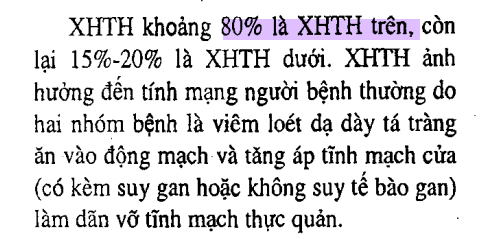 XHTH khoảng 80% là XHTH trên, còn
lại 15%-20% là XHTH dưới. XHTH ảnh
hưởng đến tính mạng người bệnh thường do
hai nhóm bệnh là viêm loét dạ dày tá tràng
ăn vào động mạch và tăng áp tĩnh mạch cửa
(có kèm suy gan hoặc không suy tế bào gan)
làm dãn vỡ tĩnh mạch thực quản.